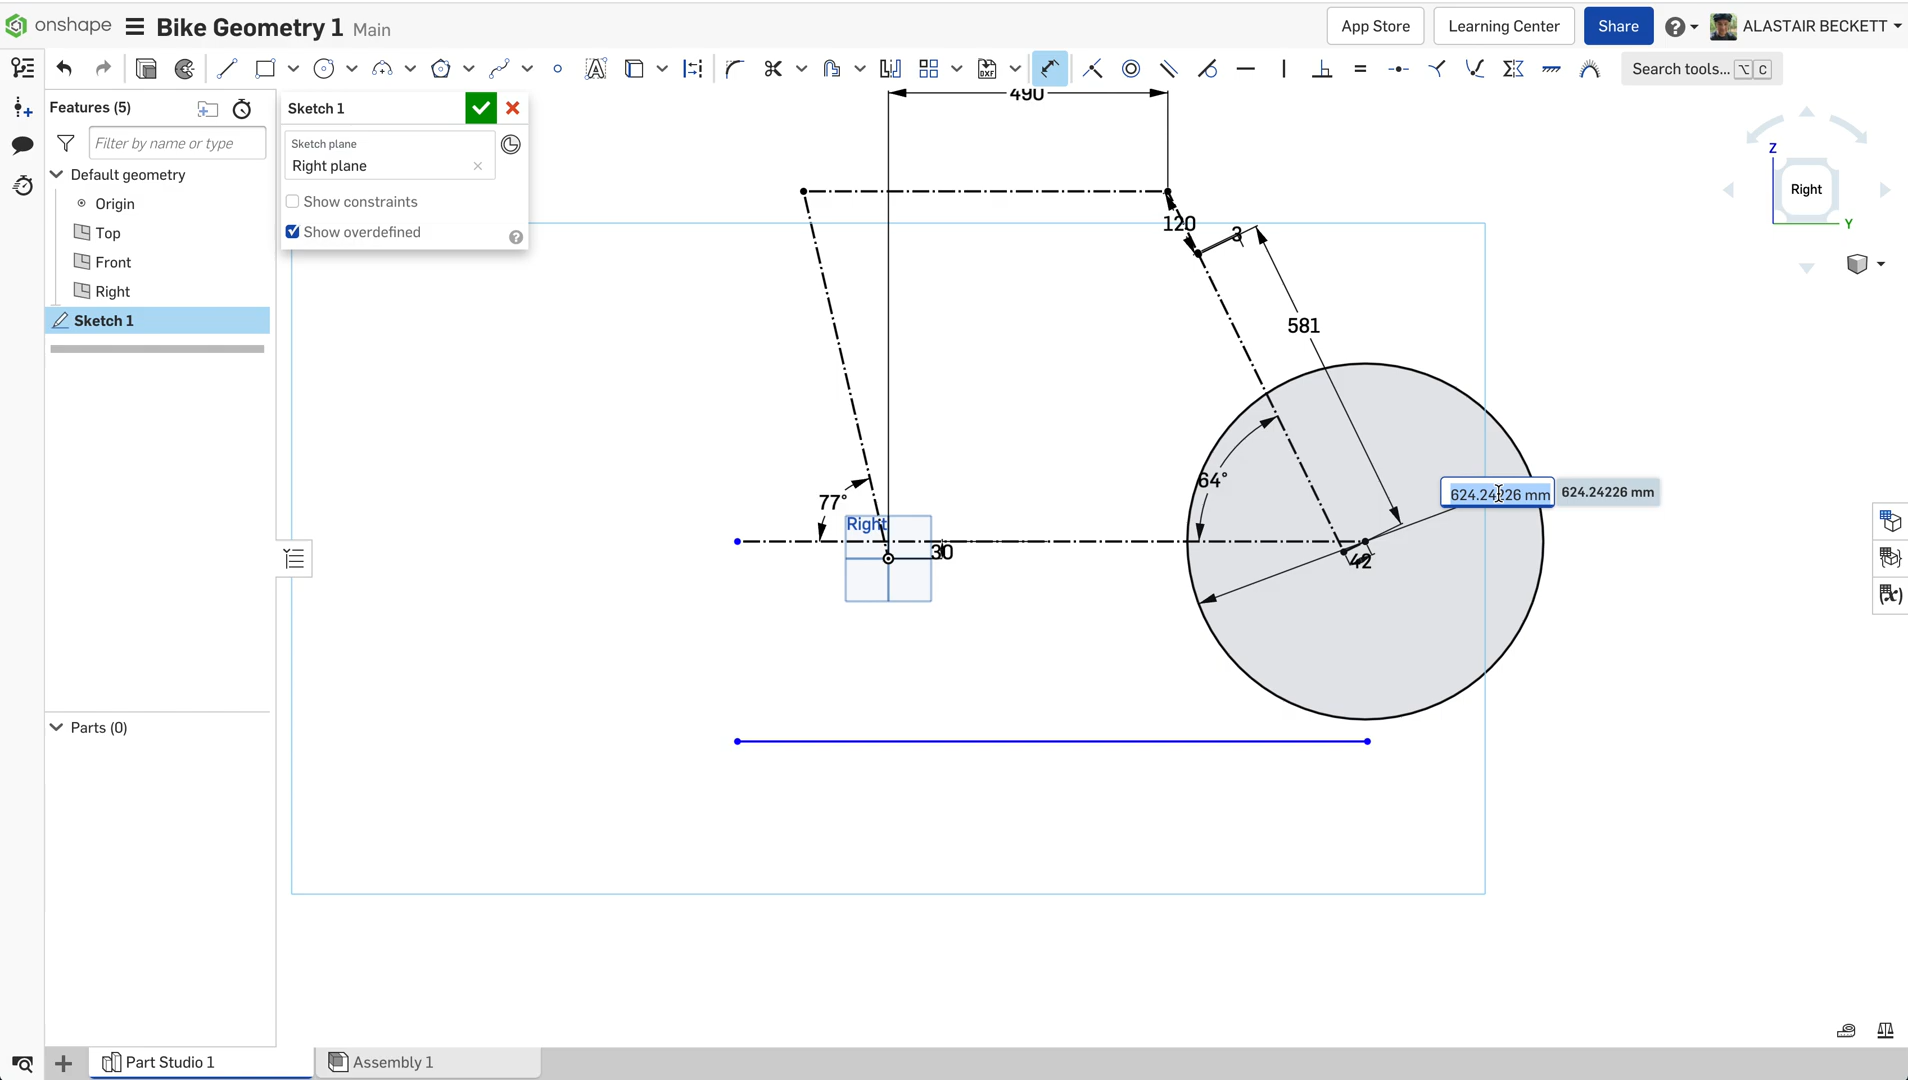 onshape
Bike Geometry 1 Main
App Store
Learning Center
Share
ALASTAIR BECKETT
Search tools... ⌥ C
Features (5)
Filter by name or type
Default geometry
Origin
Top
Front
Right
Sketch 1
Parts (0)
Sketch 1
Sketch plane
Right plane
Show constraints
Show overdefined
490
120
3
581
64°
77°
Right
30
42
624.24226 mm
624.24226 mm
Z
Right
Y
DXF
(x)
Part Studio 1
Assembly 1